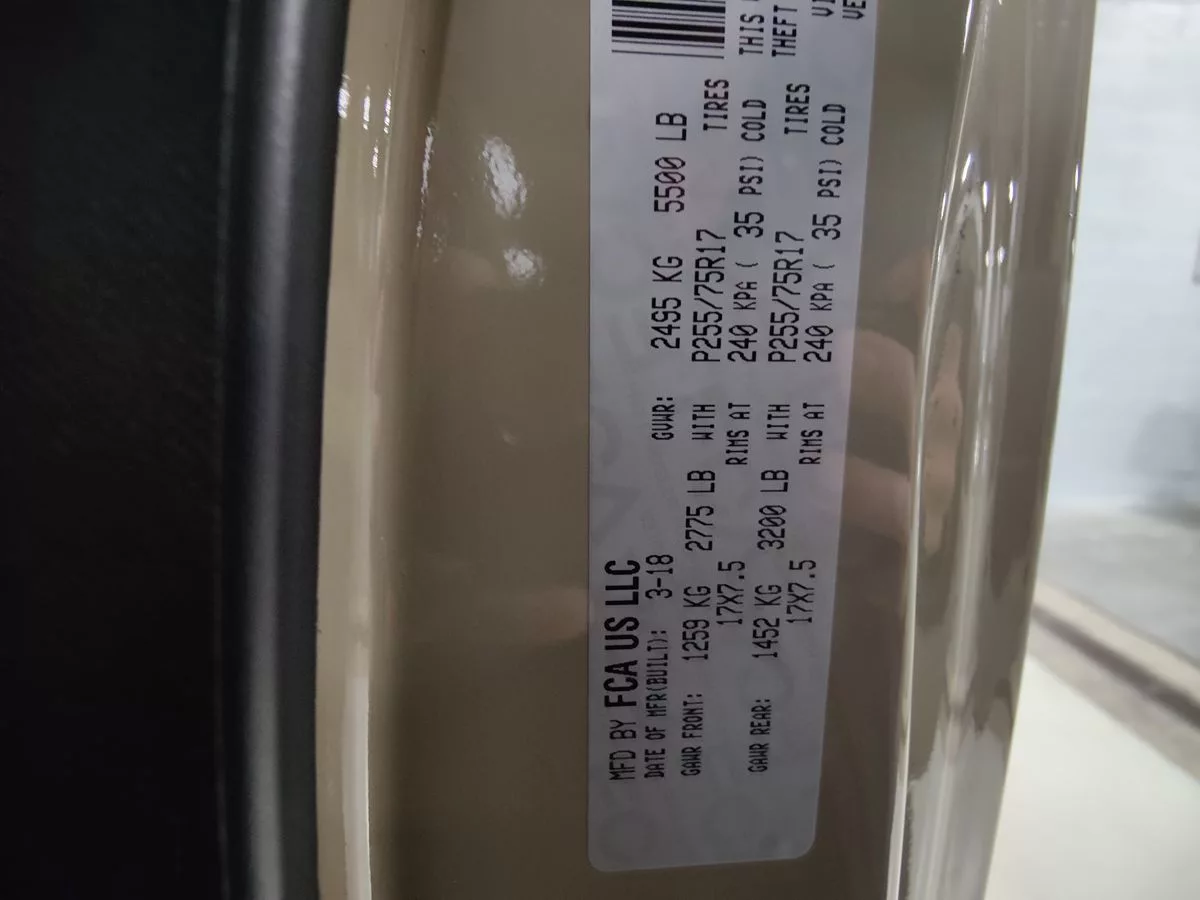 MFD BY FCA US LLC
DATE OF MFR(BUILT): 3-18 GVWR: 2495 KG 5500 LB
GAWR FRONT: 1259 KG 2775 LB WITH P255/75R17 TIRES
17X7.5 RIMS AT 240 KPA ( 35 PSI) COLD
GAWR REAR: 1452 KG 3200 LB WITH P255/75R17 TIRES
17X7.5 RIMS AT 240 KPA ( 35 PSI) COLD
THIS
THEFT